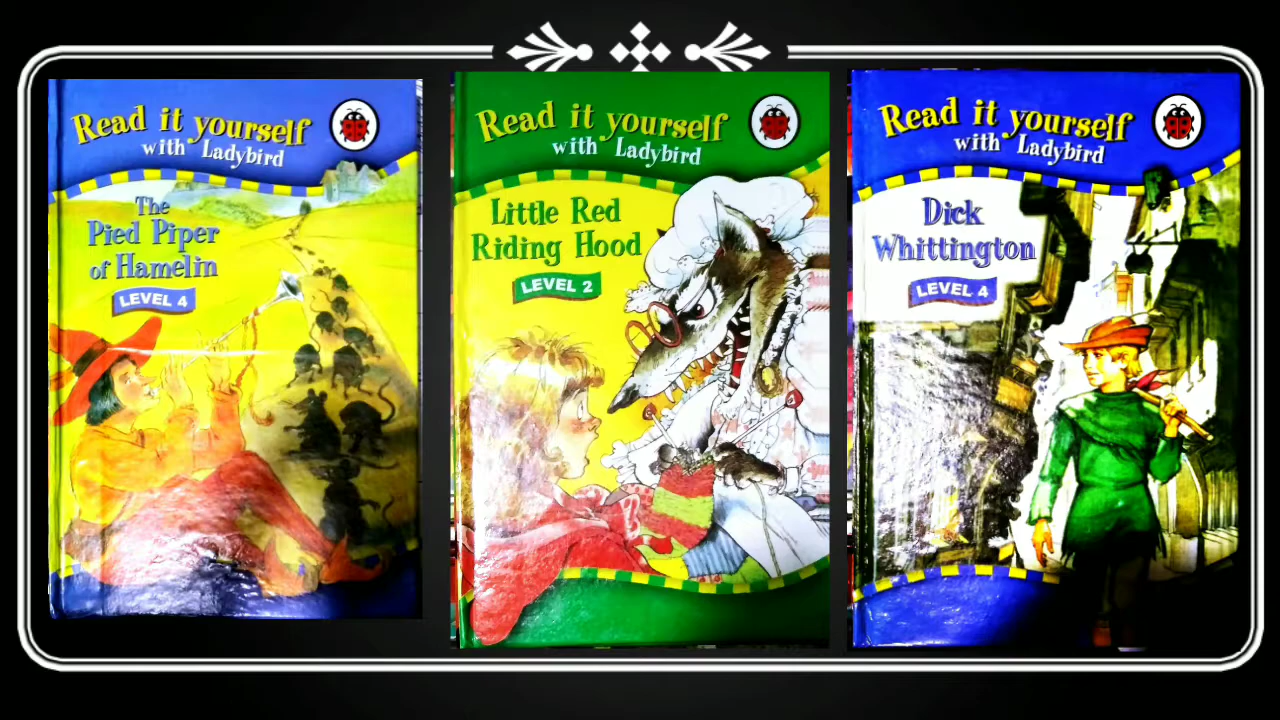 Read it yourself
with Ladybird
The
Pied Piper
of Hamelin
LEVEL 4
Read it yourself
with Ladybird
Little Red
Riding Hood
LEVEL 2
Read it yourself
with Ladybird
Dick
Whittington
LEVEL 4